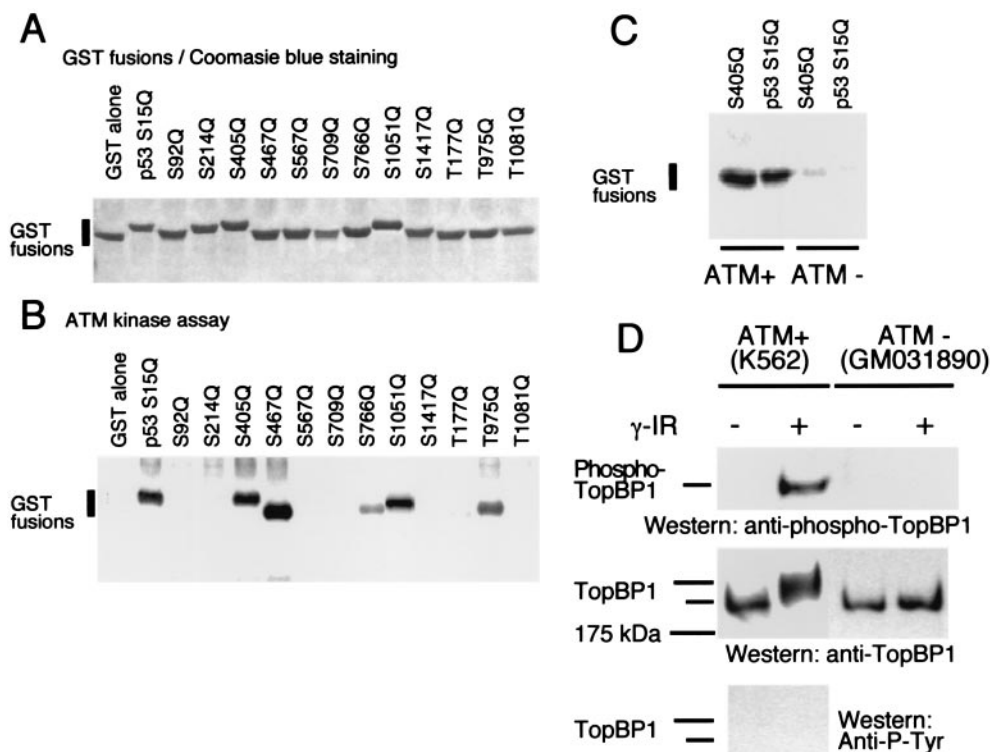 A
GST fusions / Coomasie blue staining
GST alone
p53 S15Q
S92Q
S214Q
S405Q
S467Q
S567Q
S709Q
S766Q
S1051Q
S1417Q
T177Q
T975Q
T1081Q
GST
fusions
B
ATM kinase assay
GST alone
p53 S15Q
S92Q
S214Q
S405Q
S467Q
S567Q
S709Q
S766Q
S1051Q
S1417Q
T177Q
T975Q
T1081Q
GST
fusions
C
S405Q
p53 S15Q
S405Q
p53 S15Q
GST
fusions
ATM+ ATM -
D
ATM+ ATM -
(K562) (GM031890)
γ-IR - + - +
Phospho-
TopBP1
Western: anti-phospho-TopBP1
TopBP1
175 kDa
Western: anti-TopBP1
TopBP1
Western:
Anti-P-Tyr